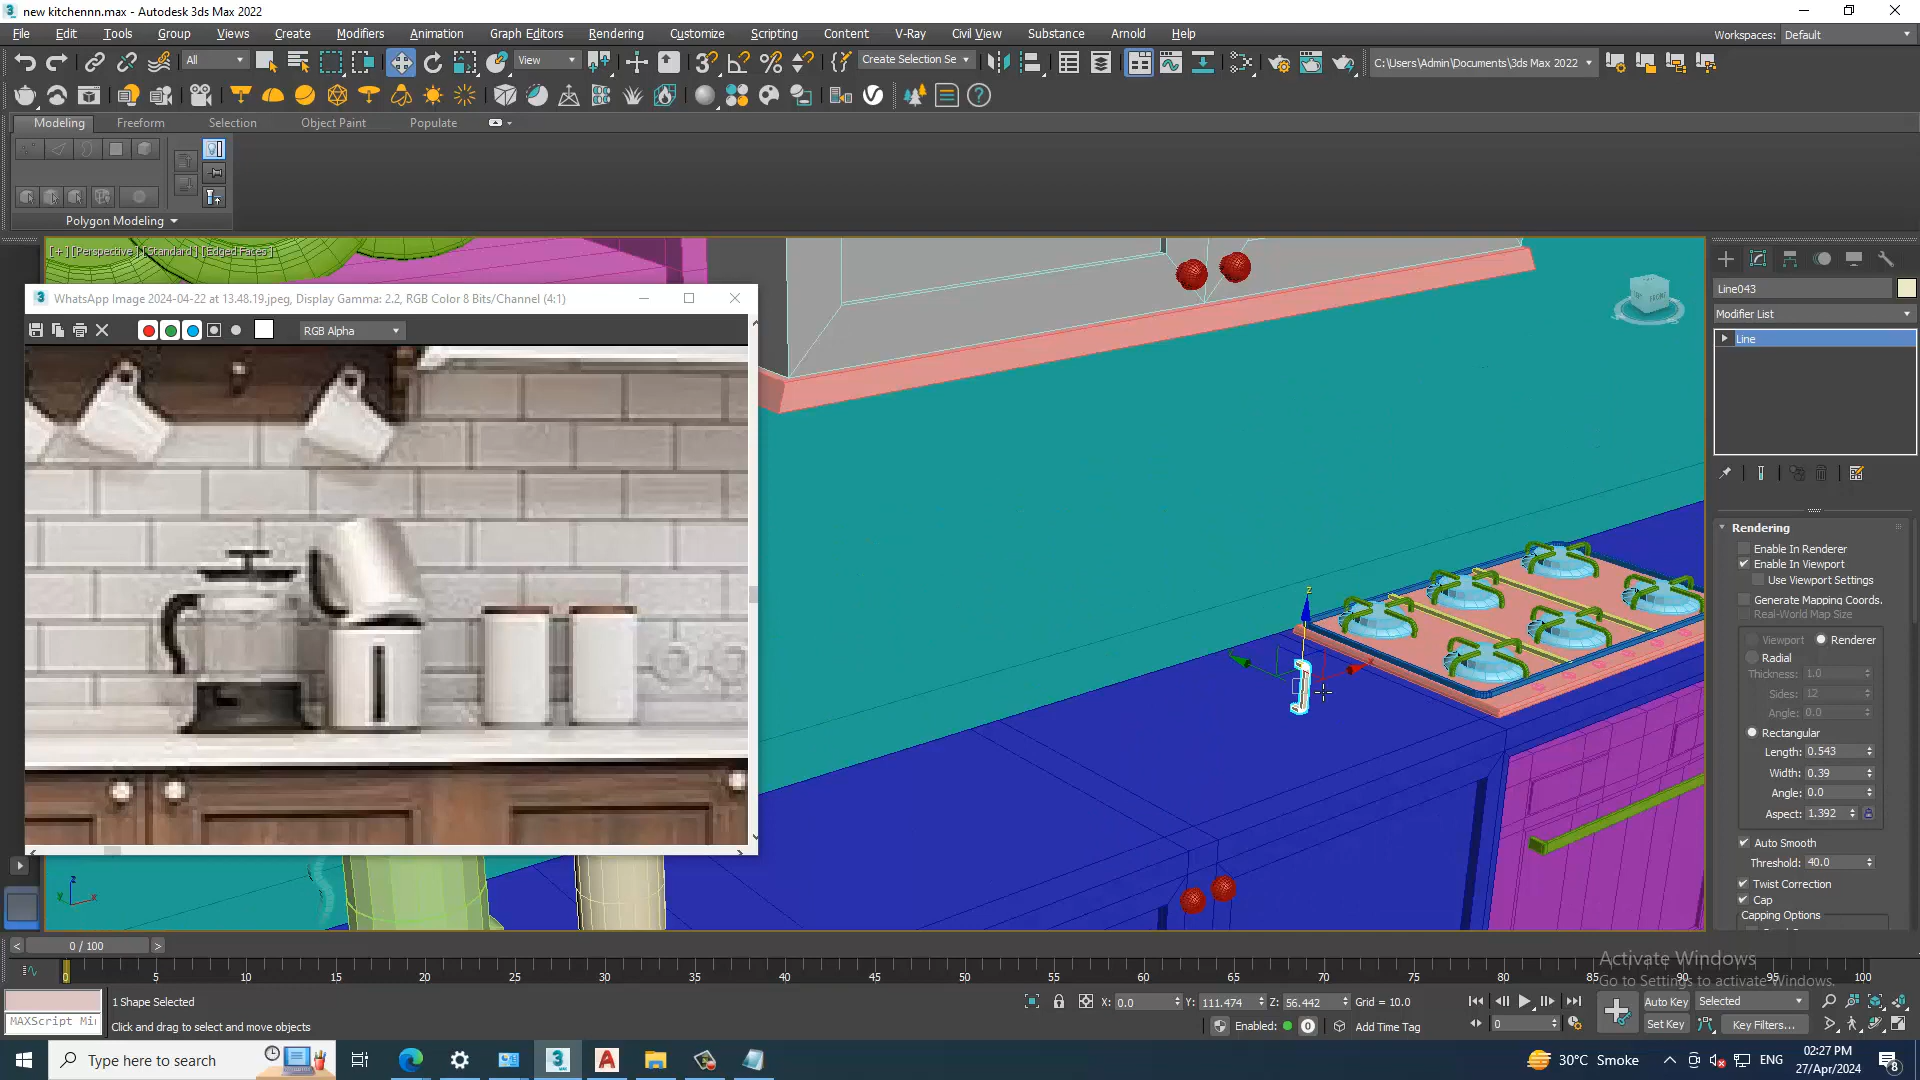 new kitchennn.max - Autodesk 3ds Max 2022
File Edit Tools Group Views Create Modifiers Animation Graph Editors Rendering Customize Scripting Content V-Ray Civil View Substance Arnold Help
Workspaces: Default
All View Create Selection Se C:\Users\Admin\Documents\3ds Max 2022
Modeling Freeform Selection Object Paint Populate
Polygon Modeling
[+] [Perspective] [Standard] [Edged Faces]
WhatsApp Image 2024-04-22 at 13.48.19.jpeg, Display Gamma: 2.2, RGB Color 8 Bits/Channel (4:1)
RGB Alpha
Line043
Modifier List
Line
Rendering
Enable In Renderer
Enable In Viewport
Use Viewport Settings
Generate Mapping Coords.
Real-World Map Size
Viewport Renderer
Radial
Thickness: 1.0
Sides: 12
Angle: 0.0
Rectangular
Length: 0.543
Width: 0.39
Angle: 0.0
Aspect: 1.392
Auto Smooth
Threshold: 40.0
Twist Correction
Cap
Capping Options
z
x
z
y x
0 / 100
0 5 10 15 20 25 30 35 40 45 50 55 60 65 70 75 80 85 90 95 100
Activate Windows
Go to Settings to activate Windows.
1 Shape Selected
X: 0.0 Y: 111.474 Z: 56.442 Grid = 10.0
Auto Key Selected
MAXScript Mi
Click and drag to select and move objects
Enabled: 0 Add Time Tag
0
Set Key Key Filters...
Type here to search
30°C Smoke
ENG
02:27 PM
27/Apr/2024
8